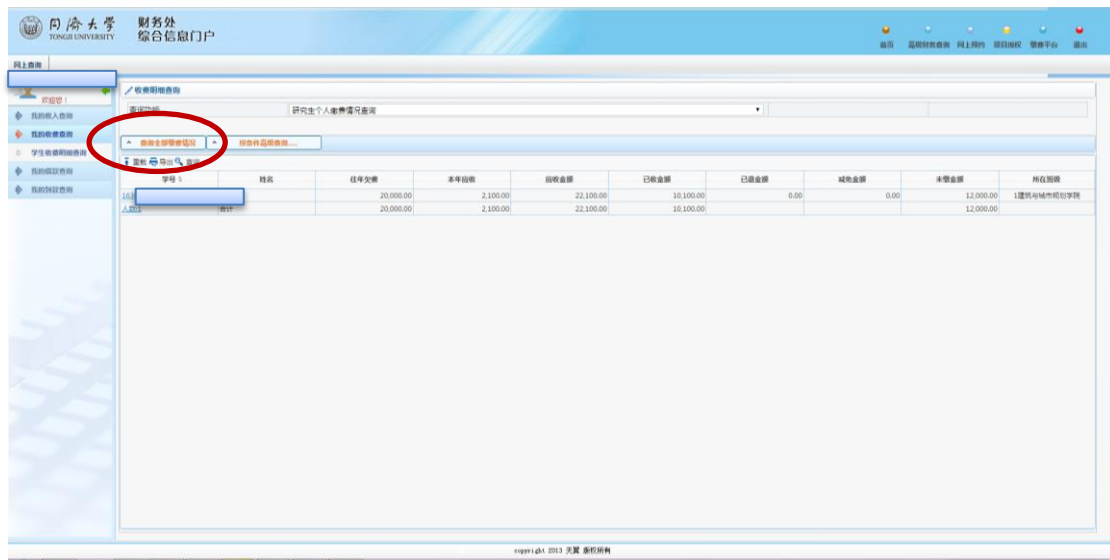 同济大学 财务处
TONGJI UNIVERSITY 综合信息门户
首页 高级财务查询 网上预约 项目授权 缴费平台 退出
网上查询
欢迎您！
收费明细查询
查询功能 研究生个人缴费情况查询
我的收入查询
我的收费查询
查询全部缴费情况 按条件高级查询.....
学生收费明细查询
重载 导出 查询
我的借款查询
学号 姓名 往年欠费 本年应收 应收金额 已收金额 已退金额 减免金额 未缴金额 所在班级
我的到款查询
20,000.00 2,100.00 22,100.00 10,100.00 0.00 0.00 12,000.00 1建筑与城市规划学院
人数:1 合计 20,000.00 2,100.00 22,100.00 10,100.00 12,000.00
copyright 2013 天翼 版权所有